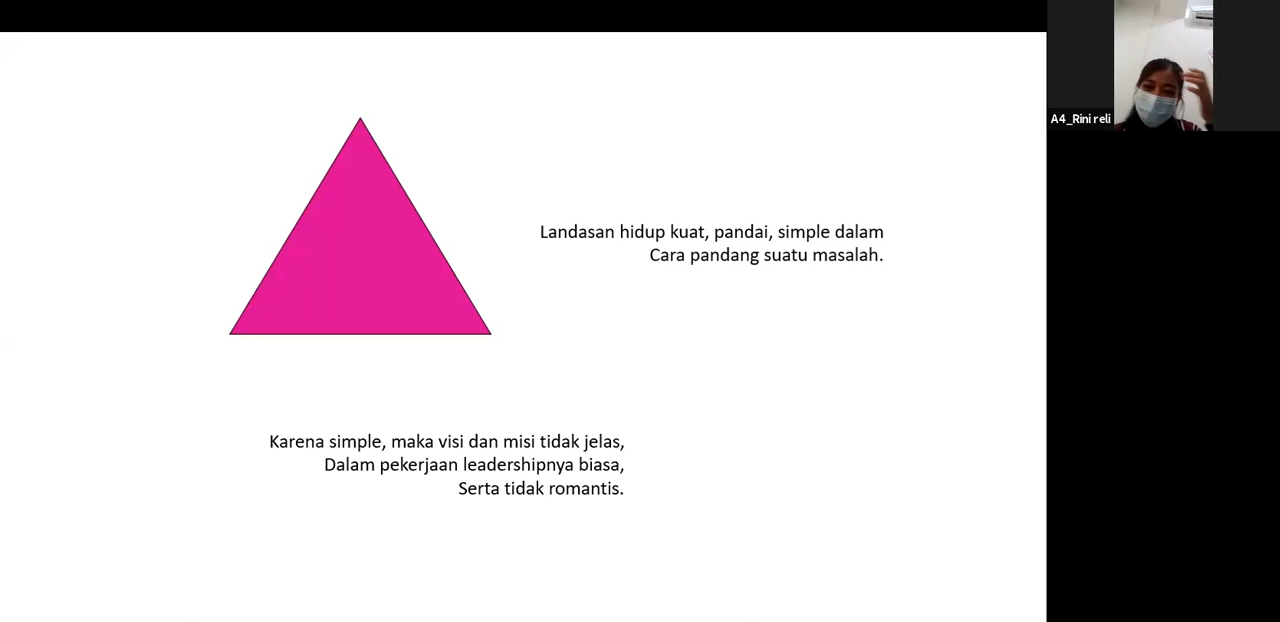 A4_Rini reli
Landasan hidup kuat, pandai, simple dalam
Cara pandang suatu masalah.
Karena simple, maka visi dan misi tidak jelas,
Dalam pekerjaan leadershipnya biasa,
Serta tidak romantis.